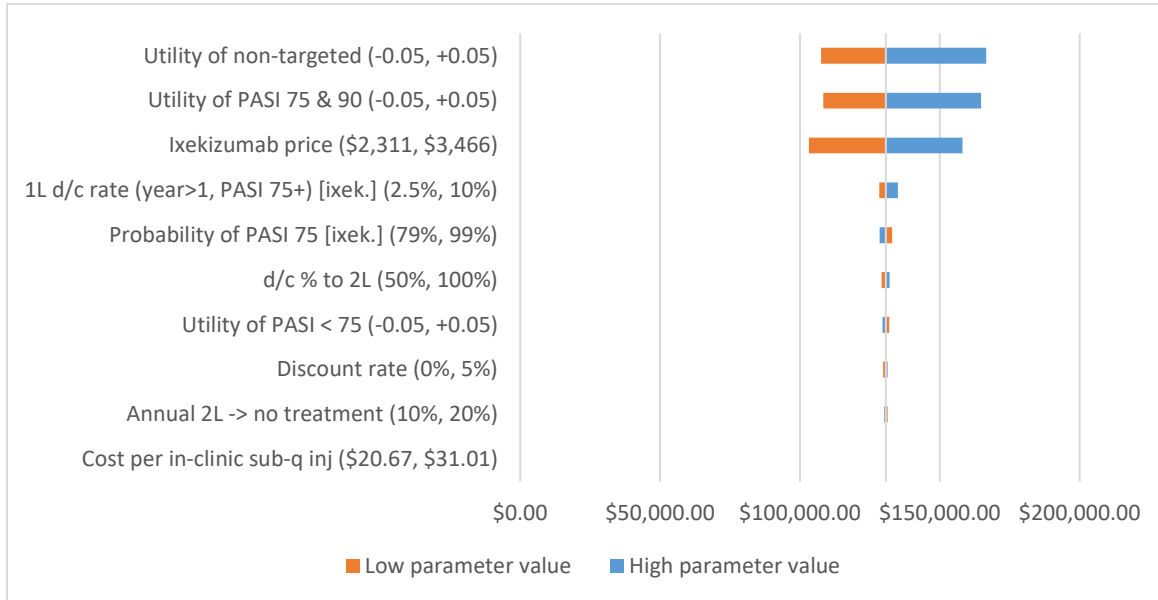 Utility of non-targeted (-0.05, +0.05)
Utility of PASI 75 & 90 (-0.05, +0.05)
Ixekizumab price ($2,311, $3,466)
1L d/c rate (year>1, PASI 75+) [ixek.] (2.5%, 10%)
Probability of PASI 75 [ixek.] (79%, 99%)
d/c % to 2L (50%, 100%)
Utility of PASI < 75 (-0.05, +0.05)
Discount rate (0%, 5%)
Annual 2L -> no treatment (10%, 20%)
Cost per in-clinic sub-q inj ($20.67, $31.01)
$0.00 $50,000.00 $100,000.00 $150,000.00 $200,000.00
Low parameter value High parameter value